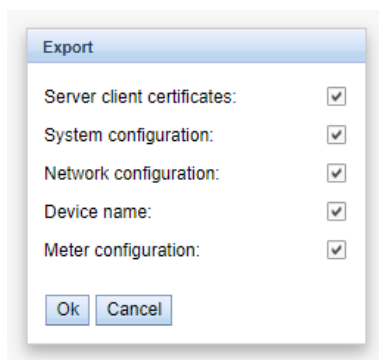 Export
Server client certificates:
System configuration:
Network configuration:
Device name:
Meter configuration:
Ok Cancel